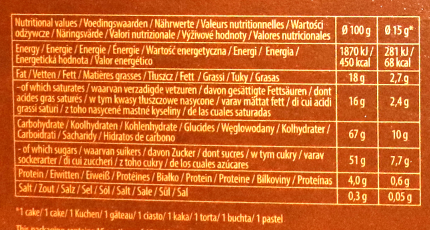 Nutritional values / Voedingswaarden / Nährwerte / Valeurs nutritionnelles / Wartości
odżywcze / Näringsvärde / Valori nutrizionale / Výživové hodnoty / Valores nutricionales
Ø 100 g Ø 15 g*
Energy / Energie / Energie / Énergie / Wartość energetyczna / Energi / Energia /
Energetická hodnota / Valor energético
1870 kJ / 281 kJ /
450 kcal 68 kcal
Fat / Vetten / Fett / Matières grasses / Tłuszcz / Fett / Grassi / Tuky / Grasas 18 g 2,7 g
- of which saturates / waarvan verzadigde vetzuren / davon gesättigte Fettsäuren / dont
acides gras saturés / w tym kwasy tłuszczowe nasycone / varav mättat fett / di cui acidi
grassi saturi / z toho nasycené mastné kyseliny / de las cuales saturadas
16 g 2,4 g
Carbohydrate / Koolhydraten / Kohlenhydrate / Glucides / Węglowodany / Kolhydrater /
Carboidrati / Sacharidy / Hidratos de carbono
67 g 10 g
- of which sugars / waarvan suikers / davon Zucker / dont sucres / w tym cukry / varav
sockerarter / di cui zuccheri / z toho cukry / de los cuales azúcares
51 g 7,7 g
Protein / Eiwitten / Eiweiß / Protéines / Białko / Protein / Proteine / Bílkoviny / Proteínas 4,0 g 0,6 g
Salt / Zout / Salz / Sel / Sól / Salt / Sale / Sůl / Sal 0,3 g 0,05 g
*1 cake/ 1 cake/ 1 Kuchen/ 1 gâteau/ 1 ciasto/ 1 kaka/ 1 torta/ 1 buchta/ 1 pastel